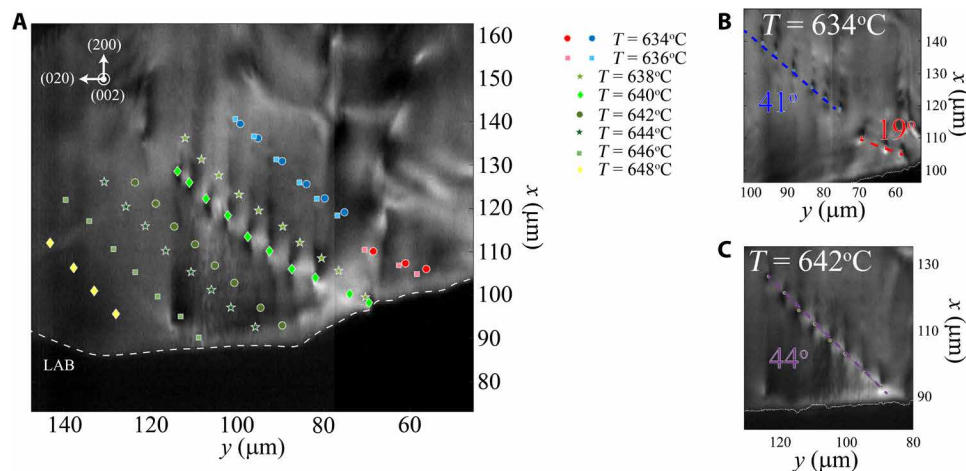 A
160
150
140
130
120
110
100
90
80
x (μm)
(200)
(020)
(002)
LAB
140 120 100 80 60
y (μm)
T = 634°C
T = 636°C
T = 638°C
T = 640°C
T = 642°C
T = 644°C
T = 646°C
T = 648°C
B
T = 634°C
41°
19°
140
130
120
110
100
x (μm)
100 90 80 70 60
y (μm)
C
T = 642°C
44°
130
110
90
x (μm)
120 100 80
y (μm)